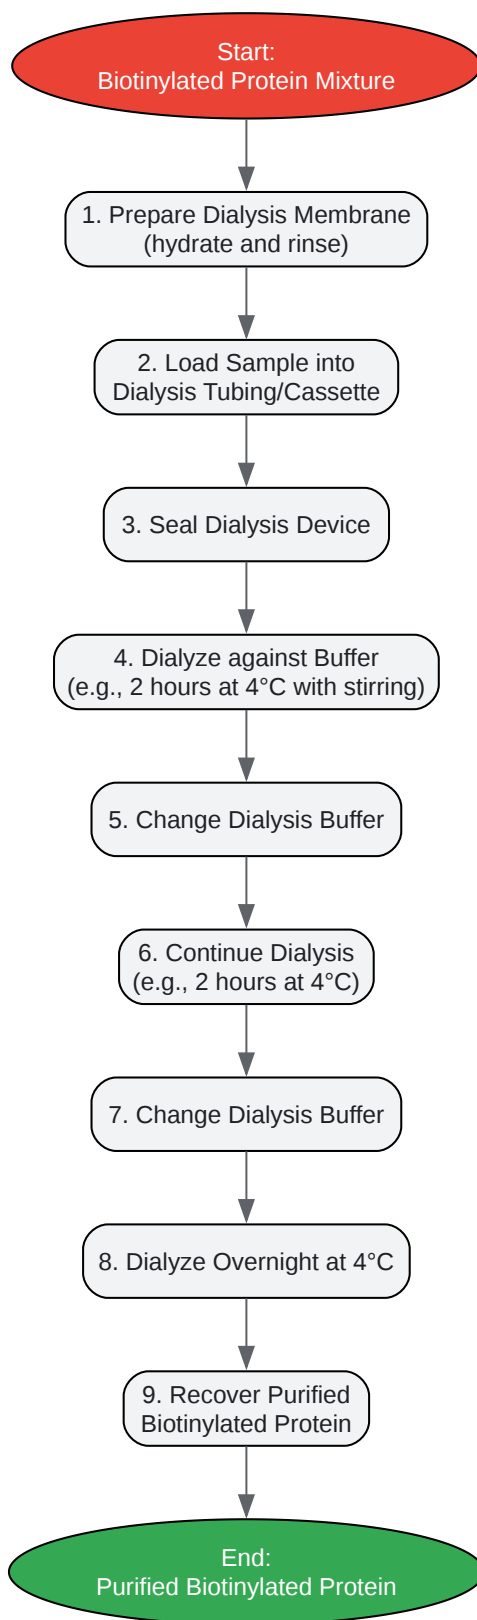 Start:
Biotinylated Protein Mixture
1. Prepare Dialysis Membrane
(hydrate and rinse)
2. Load Sample into
Dialysis Tubing/Cassette
3. Seal Dialysis Device
4. Dialyze against Buffer
(e.g., 2 hours at 4°C with stirring)
5. Change Dialysis Buffer
6. Continue Dialysis
(e.g., 2 hours at 4°C)
7. Change Dialysis Buffer
8. Dialyze Overnight at 4°C
9. Recover Purified
Biotinylated Protein
End:
Purified Biotinylated Protein